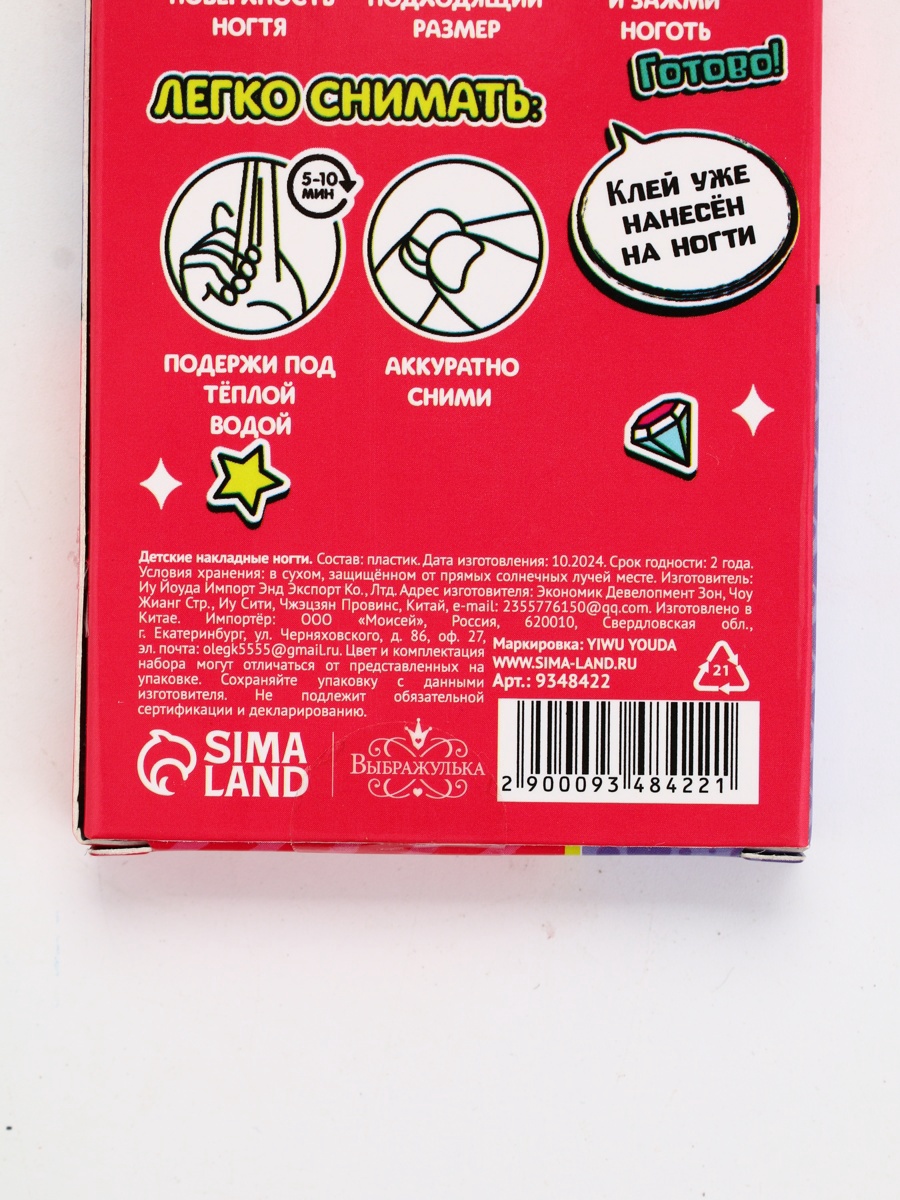 ПОВЕРХНОСТЬ ПОДХОДЯЩИЙ И ЗАЖМИ
НОГТЯ РАЗМЕР НОГОТЬ
Готово!
ЛЕГКО СНИМАТЬ:
5-10
МИН
КЛЕЙ УЖЕ
НАНЕСЁН
НА НОГТИ
ПОДЕРЖИ ПОД
ТЁПЛОЙ
ВОДОЙ
АККУРАТНО
СНИМИ
Детские накладные ногти. Состав: пластик. Дата изготовления: 10.2024. Срок годности: 2 года.
Условия хранения: в сухом, защищённом от прямых солнечных лучей месте. Изготовитель:
Иу Йоуда Импорт Энд Экспорт Ко., Лтд. Адрес изготовителя: Экономик Девелопмент Зон, Чоу
Жианг Стр., Иу Сити, Чжэцзян Провинс, Китай, e-mail: 2355776150@qq.com. Изготовлено в
Китае. Импортёр: ООО «Моисей», Россия, 620010, Свердловская обл.,
г. Екатеринбург, ул. Черняховского, д. 86, оф. 27,
эл. почта: olegk5555@gmail.ru. Цвет и комплектация
набора могут отличаться от представленных на
упаковке. Сохраняйте упаковку с данными
изготовителя. Не подлежит обязательной
сертификации и декларированию.
Маркировка: YIWU YOUDA
WWW.SIMA-LAND.RU
Арт.: 9348422
21
SIMA
LAND
ВЫБРАЖУЛЬКА
2 900093 484221